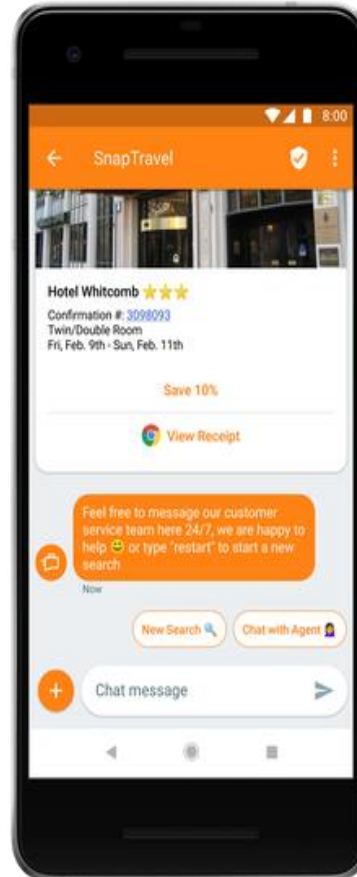 8:00
SnapTravel
Hotel Whitcomb ⭐⭐⭐
Confirmation #: 3098093
Twin/Double Room
Fri, Feb. 9th - Sun, Feb. 11th
Save 10%
View Receipt
Feel free to message our customer
service team here 24/7, we are happy to
help 😀 or type "restart" to start a new
search
Now
New Search 🔍
Chat with Agent 🙋‍♀️
Chat message